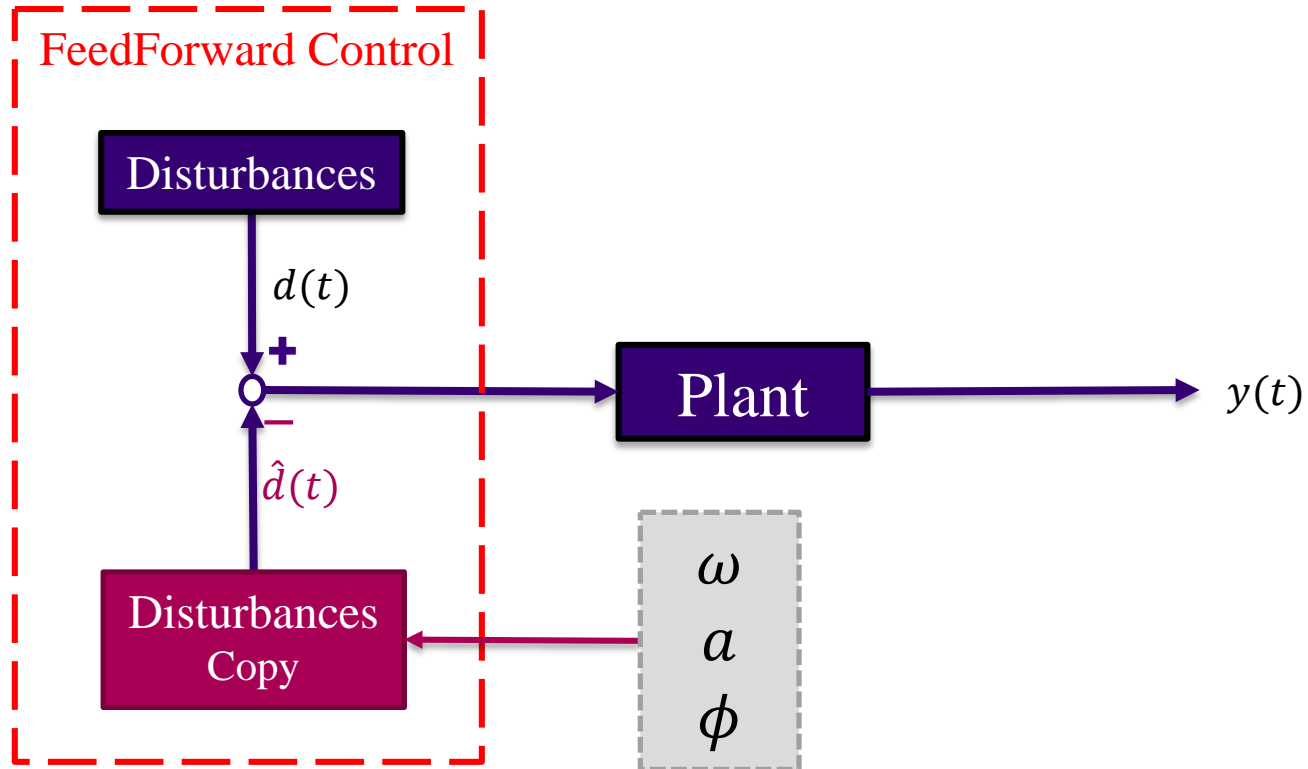 FeedForward Control
Disturbances
d(t)
+
Plant
y(t)
−
d̂(t)
Disturbances
Copy
ω
a
ϕ